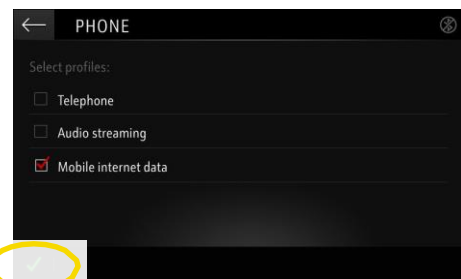 PHONE
Select profiles:
Telephone
Audio streaming
Mobile internet data